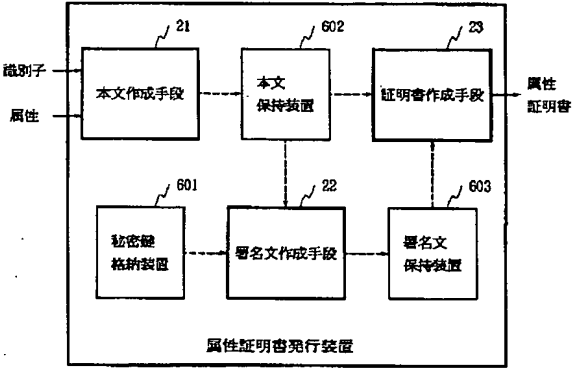 21
602
23
識別子
属性
本文作成手段
本文
保持装置
証明書作成手段
属性
証明書
601
22
603
秘密鍵
格納装置
署名文作成手段
署名文
保持装置
属性証明書発行装置